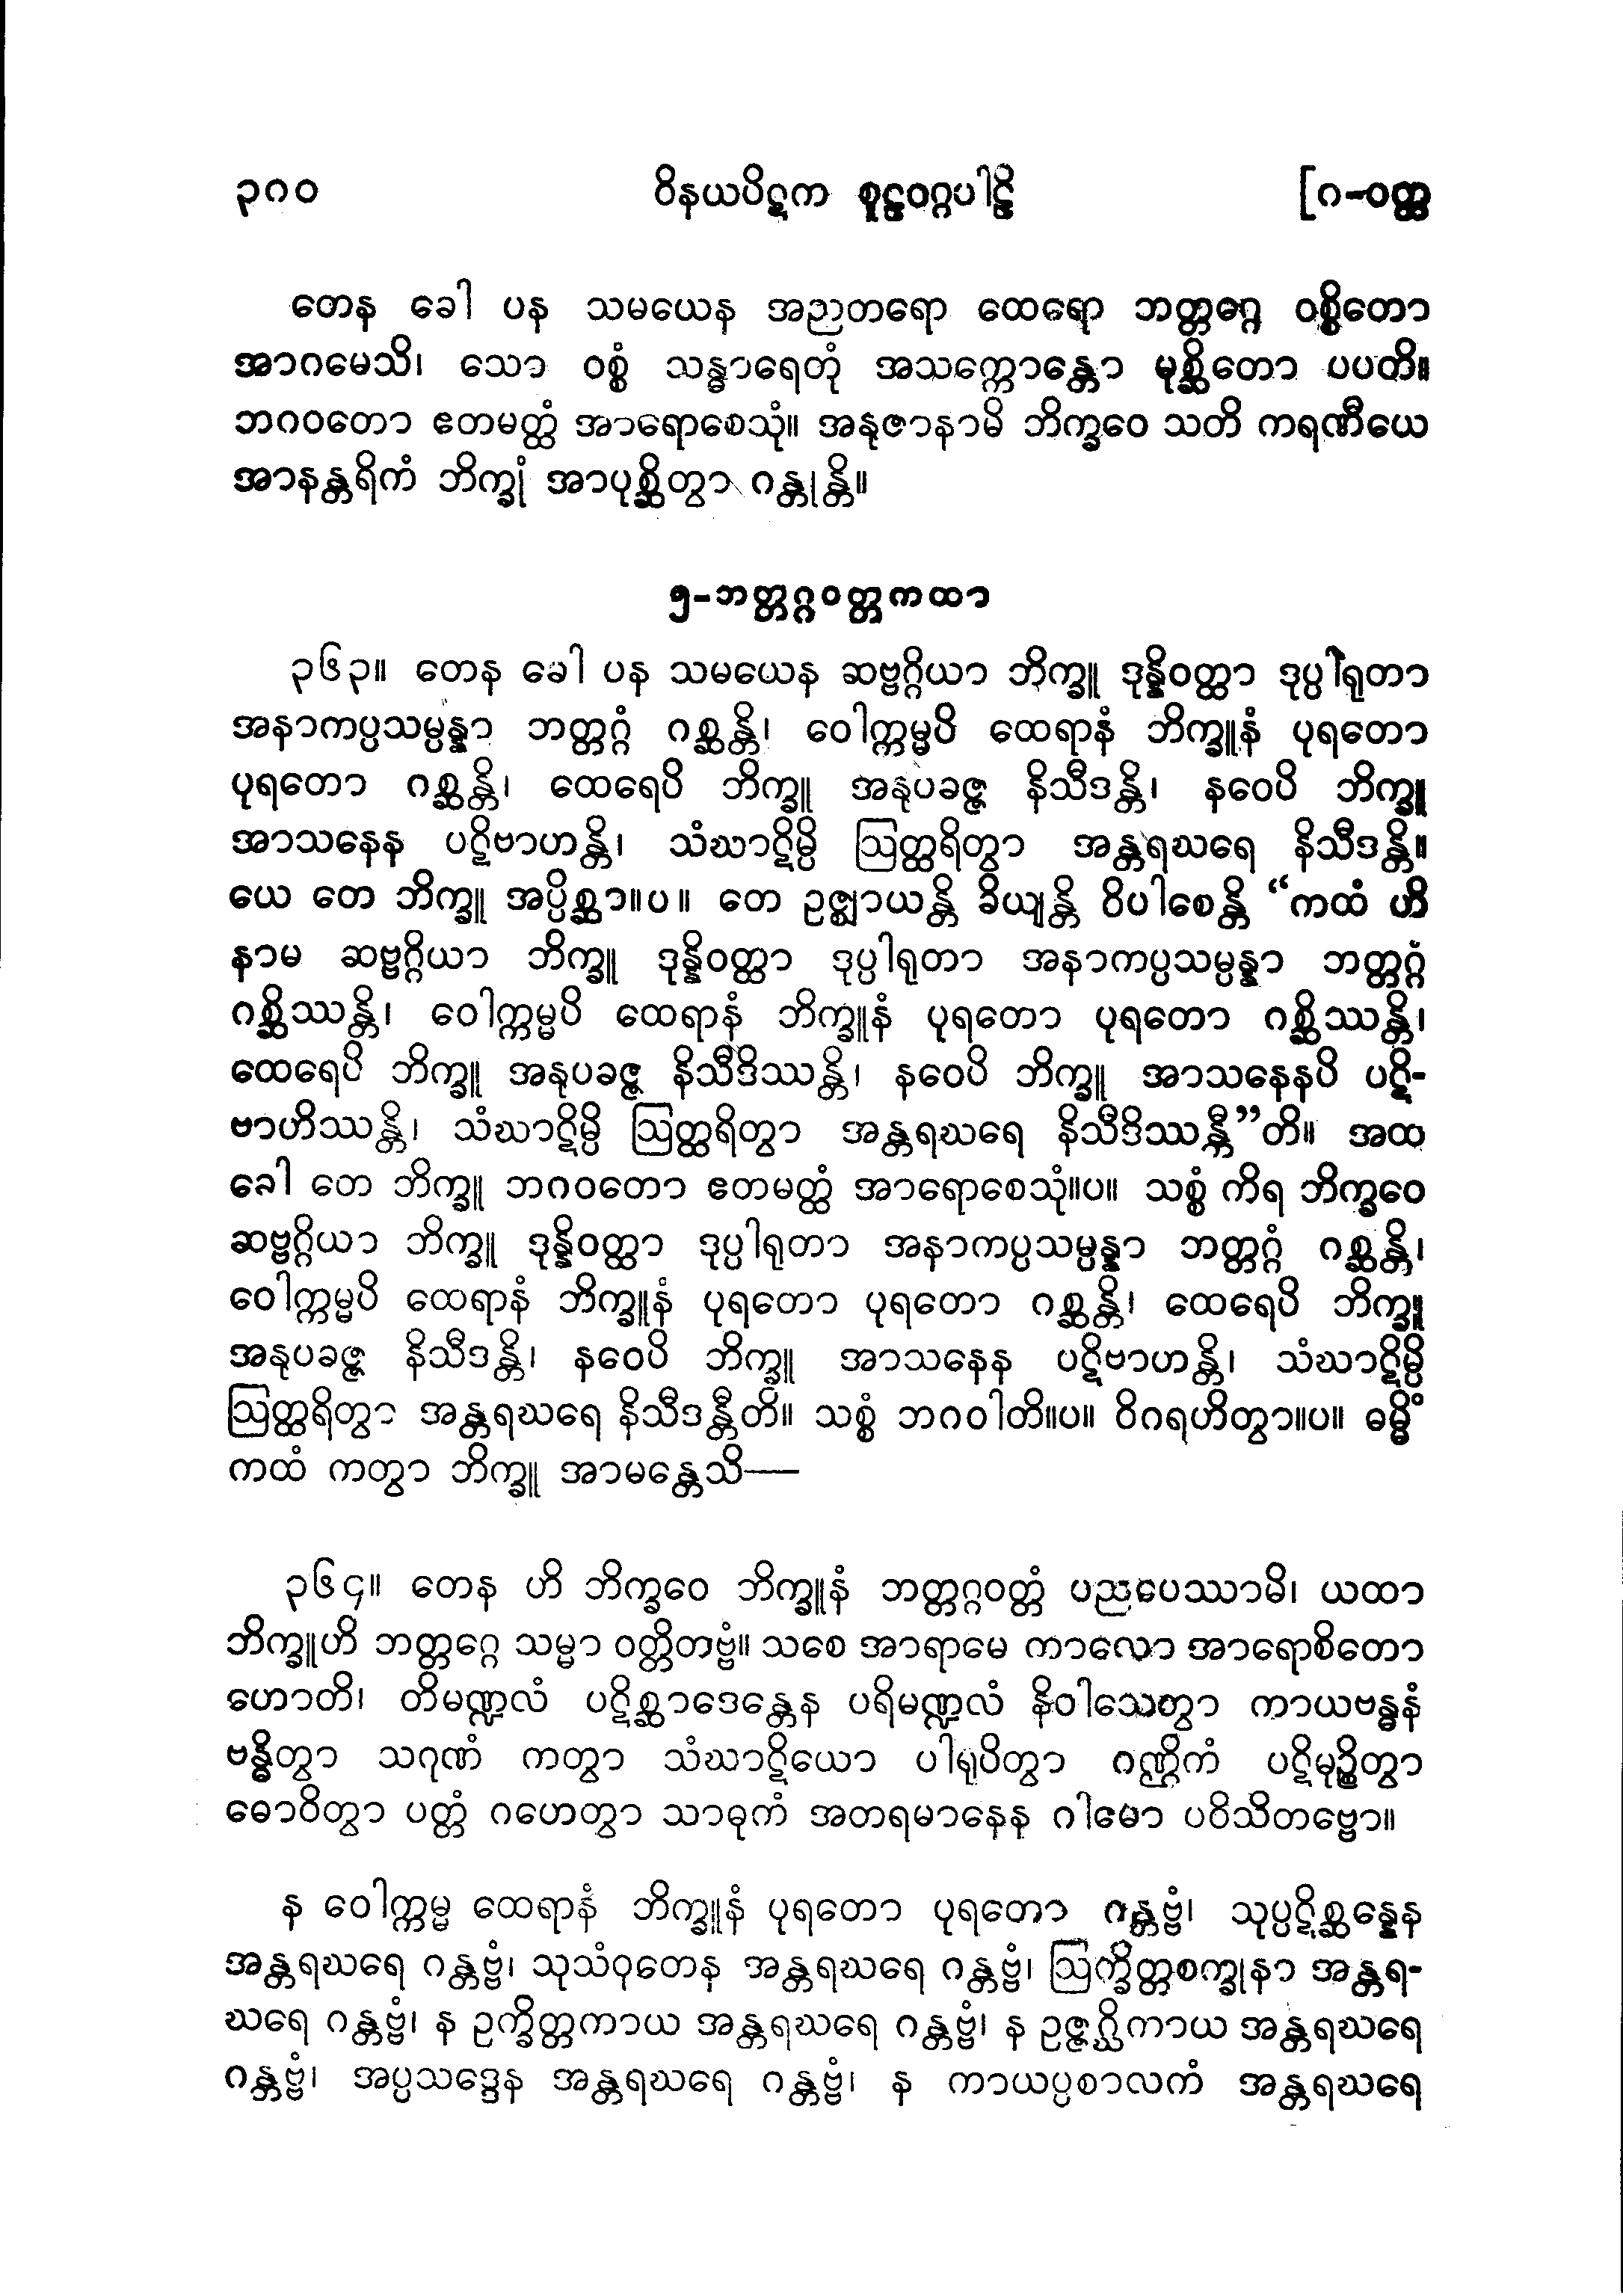 ၃၁၀ ဝိနယပိဋက စူဠဝဂ္ဂပါဠိ [၈-ဝတ္တ
တေန ခေါ ပန သမယေန အညတရော ထေရော ဘတ္တဂ္ဂေ ဝစ္စိတော
အာဂမေသိ၊ သော ဝစ္စံ သန္ဓာရေတုံ အသက္ကောန္တော မုစ္ဆိတော ပပတိ။
ဘဂဝတော ဧတမတ္ထံ အာရောစေသုံ။ အနုဇာနာမိ ဘိက္ခဝေ သတိ ကရဏီယေ
အာနန္တရိကံ ဘိက္ခုံ အာပုစ္ဆိတွာ ဂန္တုန္တိ။
၅-ဘတ္တဂ္ဂဝတ္တကထာ
၃၆၃။ တေန ခေါ ပန သမယေန ဆဗ္ဗဂ္ဂိယာ ဘိက္ခူ ဒုန္နိဝတ္ထာ ဒုပ္ပါရုတာ
အနာကပ္ပသမ္ပန္နာ ဘတ္တဂ္ဂံ ဂစ္ဆန္တိ၊ ဝေါက္ကမ္မပိ ထေရာနံ ဘိက္ခူနံ ပုရတော
ပုရတော ဂစ္ဆန္တိ၊ ထေရေပိ ဘိက္ခူ အနုပခဇ္ဇ နိသီဒန္တိ၊ နဝေပိ ဘိက္ခူ
အာသနေန ပဋိဗာဟန္တိ၊ သံဃာဋိမ္ပိ ဩတ္ထရိတွာ အန္တရဃရေ နိသီဒန္တိ။
ယေ တေ ဘိက္ခူ အပ္ပိစ္ဆာ။ပ။ တေ ဥဇ္ဈာယန္တိ ခိယျန္တိ ဝိပါစေန္တိ “ကထံ ဟိ
နာမ ဆဗ္ဗဂ္ဂိယာ ဘိက္ခူ ဒုန္နိဝတ္ထာ ဒုပ္ပါရုတာ အနာကပ္ပသမ္ပန္နာ ဘတ္တဂ္ဂံ
ဂစ္ဆိဿန္တိ၊ ဝေါက္ကမ္မပိ ထေရာနံ ဘိက္ခူနံ ပုရတော ပုရတော ဂစ္ဆိဿန္တိ၊
ထေရေပိ ဘိက္ခူ အနုပခဇ္ဇ နိသီဒိဿန္တိ၊ နဝေပိ ဘိက္ခူ အာသနေနပိ ပဋိ-
ဗာဟိဿန္တိ၊ သံဃာဋိမ္ပိ ဩတ္ထရိတွာ အန္တရဃရေ နိသီဒိဿန္တီ”တိ။ အထ
ခေါ တေ ဘိက္ခူ ဘဂဝတော ဧတမတ္ထံ အာရောစေသုံ။ပ။ သစ္စံ ကိရ ဘိက္ခဝေ
ဆဗ္ဗဂ္ဂိယာ ဘိက္ခူ ဒုန္နိဝတ္ထာ ဒုပ္ပါရုတာ အနာကပ္ပသမ္ပန္နာ ဘတ္တဂ္ဂံ ဂစ္ဆန္တိ၊
ဝေါက္ကမ္မပိ ထေရာနံ ဘိက္ခူနံ ပုရတော ပုရတော ဂစ္ဆန္တိ၊ ထေရေပိ ဘိက္ခူ
အနုပခဇ္ဇ နိသီဒန္တိ၊ နဝေပိ ဘိက္ခူ အာသနေန ပဋိဗာဟန္တိ၊ သံဃာဋိမ္ပိ
ဩတ္ထရိတွာ အန္တရဃရေ နိသီဒန္တီတိ။ သစ္စံ ဘဂဝါတိ။ပ။ ဝိဂရဟိတွာ။ပ။ ဓမ္မိံ
ကထံ ကတွာ ဘိက္ခူ အာမန္တေသိ—
၃၆၄။ တေန ဟိ ဘိက္ခဝေ ဘိက္ခူနံ ဘတ္တဂ္ဂဝတ္တံ ပညပေဿာမိ၊ ယထာ
ဘိက္ခူဟိ ဘတ္တဂ္ဂေ သမ္မာ ဝတ္တိတဗ္ဗံ။ သစေ အာရာမေ ကာလော အာရောစိတော
ဟောတိ၊ တိမဏ္ဍလံ ပဋိစ္ဆာဒေန္တေန ပရိမဏ္ဍလံ နိဝါသေတွာ ကာယဗန္ဓနံ
ဗန္ဓိတွာ သဂုဏံ ကတွာ သံဃာဋိယော ပါရုပိတွာ ဂဏ္ဌိကံ ပဋိမုဉ္စိတွာ
ဓောဝိတွာ ပတ္တံ ဂဟေတွာ သာဓုကံ အတရမာနေန ဂါမော ပဝိသိတဗ္ဗော။
န ဝေါက္ကမ္မ ထေရာနံ ဘိက္ခူနံ ပုရတော ပုရတော ဂန္တဗ္ဗံ၊ သုပ္ပဋိစ္ဆန္နေန
အန္တရဃရေ ဂန္တဗ္ဗံ၊ သုသံဝုတေန အန္တရဃရေ ဂန္တဗ္ဗံ၊ ဩက္ခိတ္တစက္ခုနာ အန္တရ-
ဃရေ ဂန္တဗ္ဗံ၊ န ဥက္ခိတ္တကာယ အန္တရဃရေ ဂန္တဗ္ဗံ၊ န ဥဇ္ဇဂ္ဃိကာယ အန္တရဃရေ
ဂန္တဗ္ဗံ၊ အပ္ပသဒ္ဒေန အန္တရဃရေ ဂန္တဗ္ဗံ၊ န ကာယပ္ပစာလကံ အန္တရဃရေ